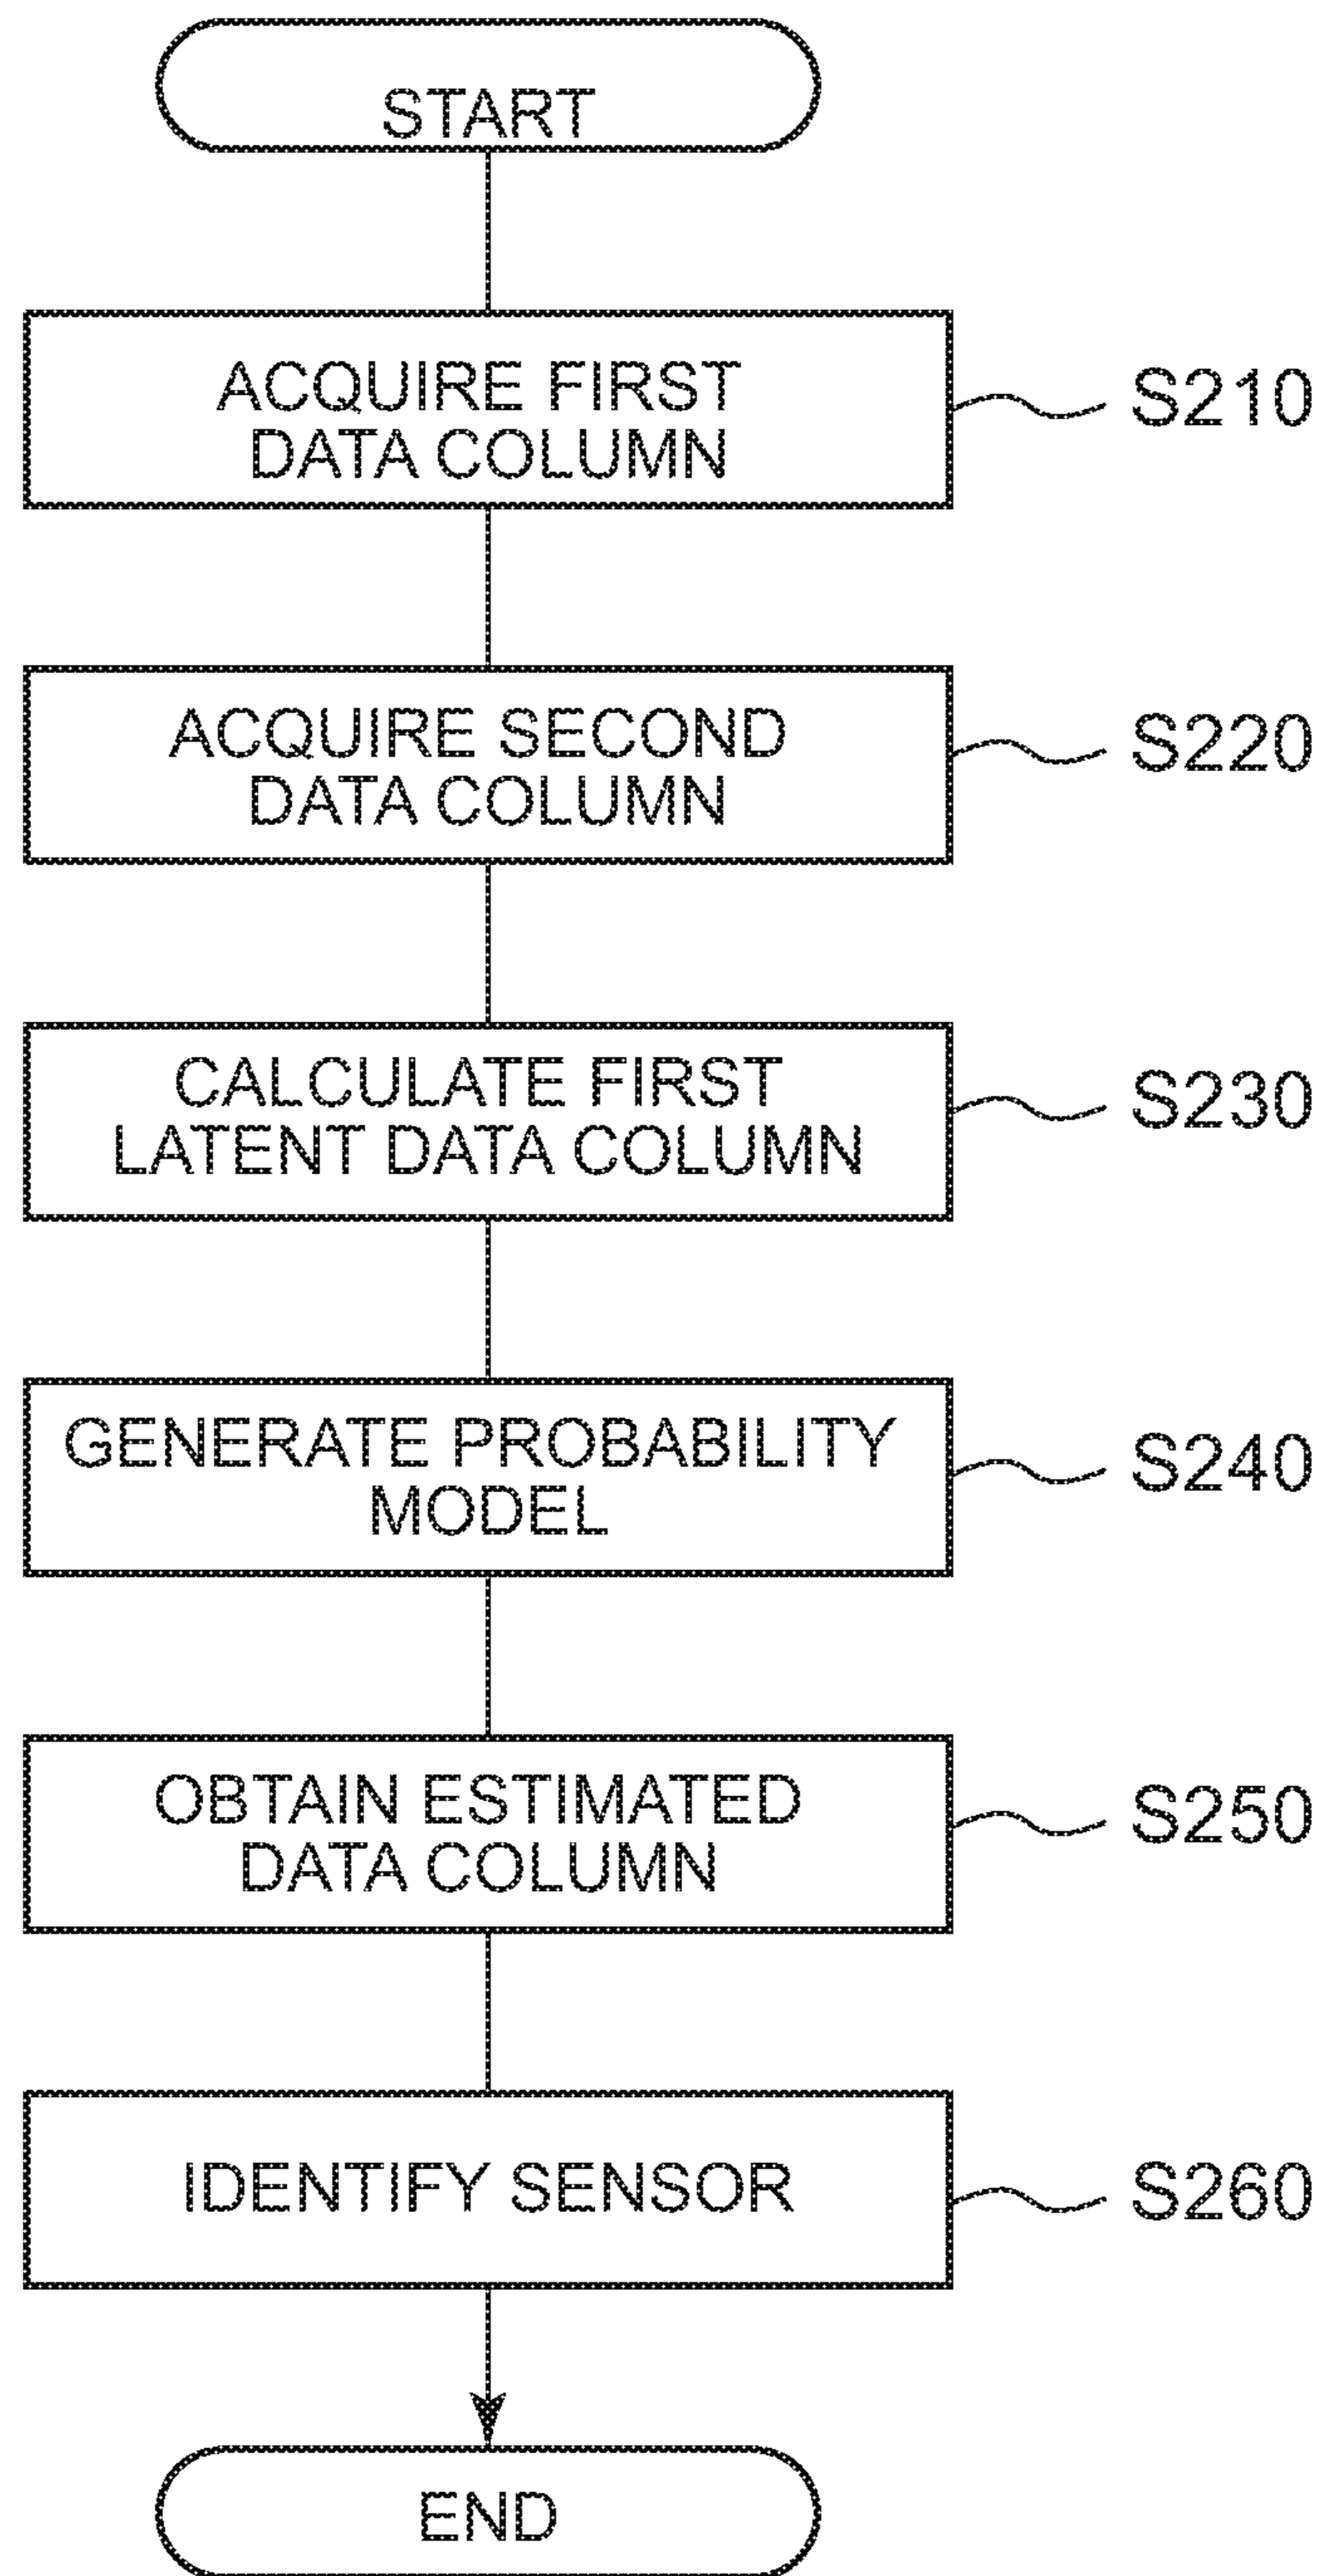 START
ACQUIRE FIRST
DATA COLUMN
S210
ACQUIRE SECOND
DATA COLUMN
S220
CALCULATE FIRST
LATENT DATA COLUMN
S230
GENERATE PROBABILITY
MODEL
S240
OBTAIN ESTIMATED
DATA COLUMN
S250
IDENTIFY SENSOR
S260
END